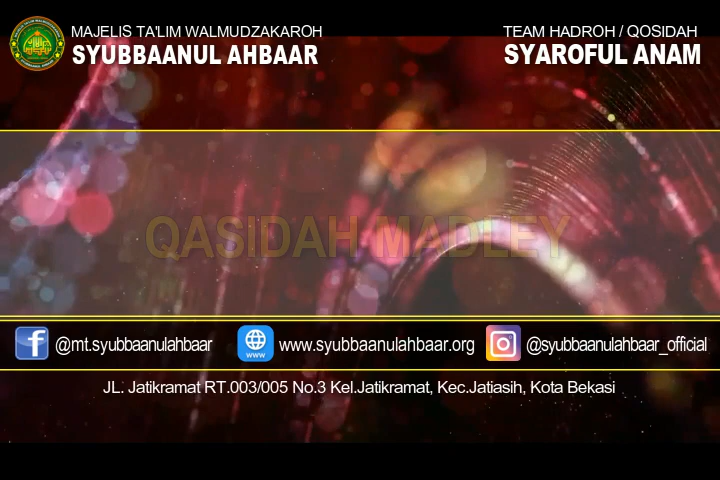 MAJELIS TA'LIM WALMUDZAKAROH
SYUBBAANUL AHBAAR
TEAM HADROH / QOSIDAH
SYAROFUL ANAM
QASIDAH MADLEY
@mt.syubbaanulahbaar
www.syubbaanulahbaar.org
@syubbaanulahbaar_official
WWW
JL. Jatikramat RT.003/005 No.3 Kel.Jatikramat, Kec.Jatiasih, Kota Bekasi